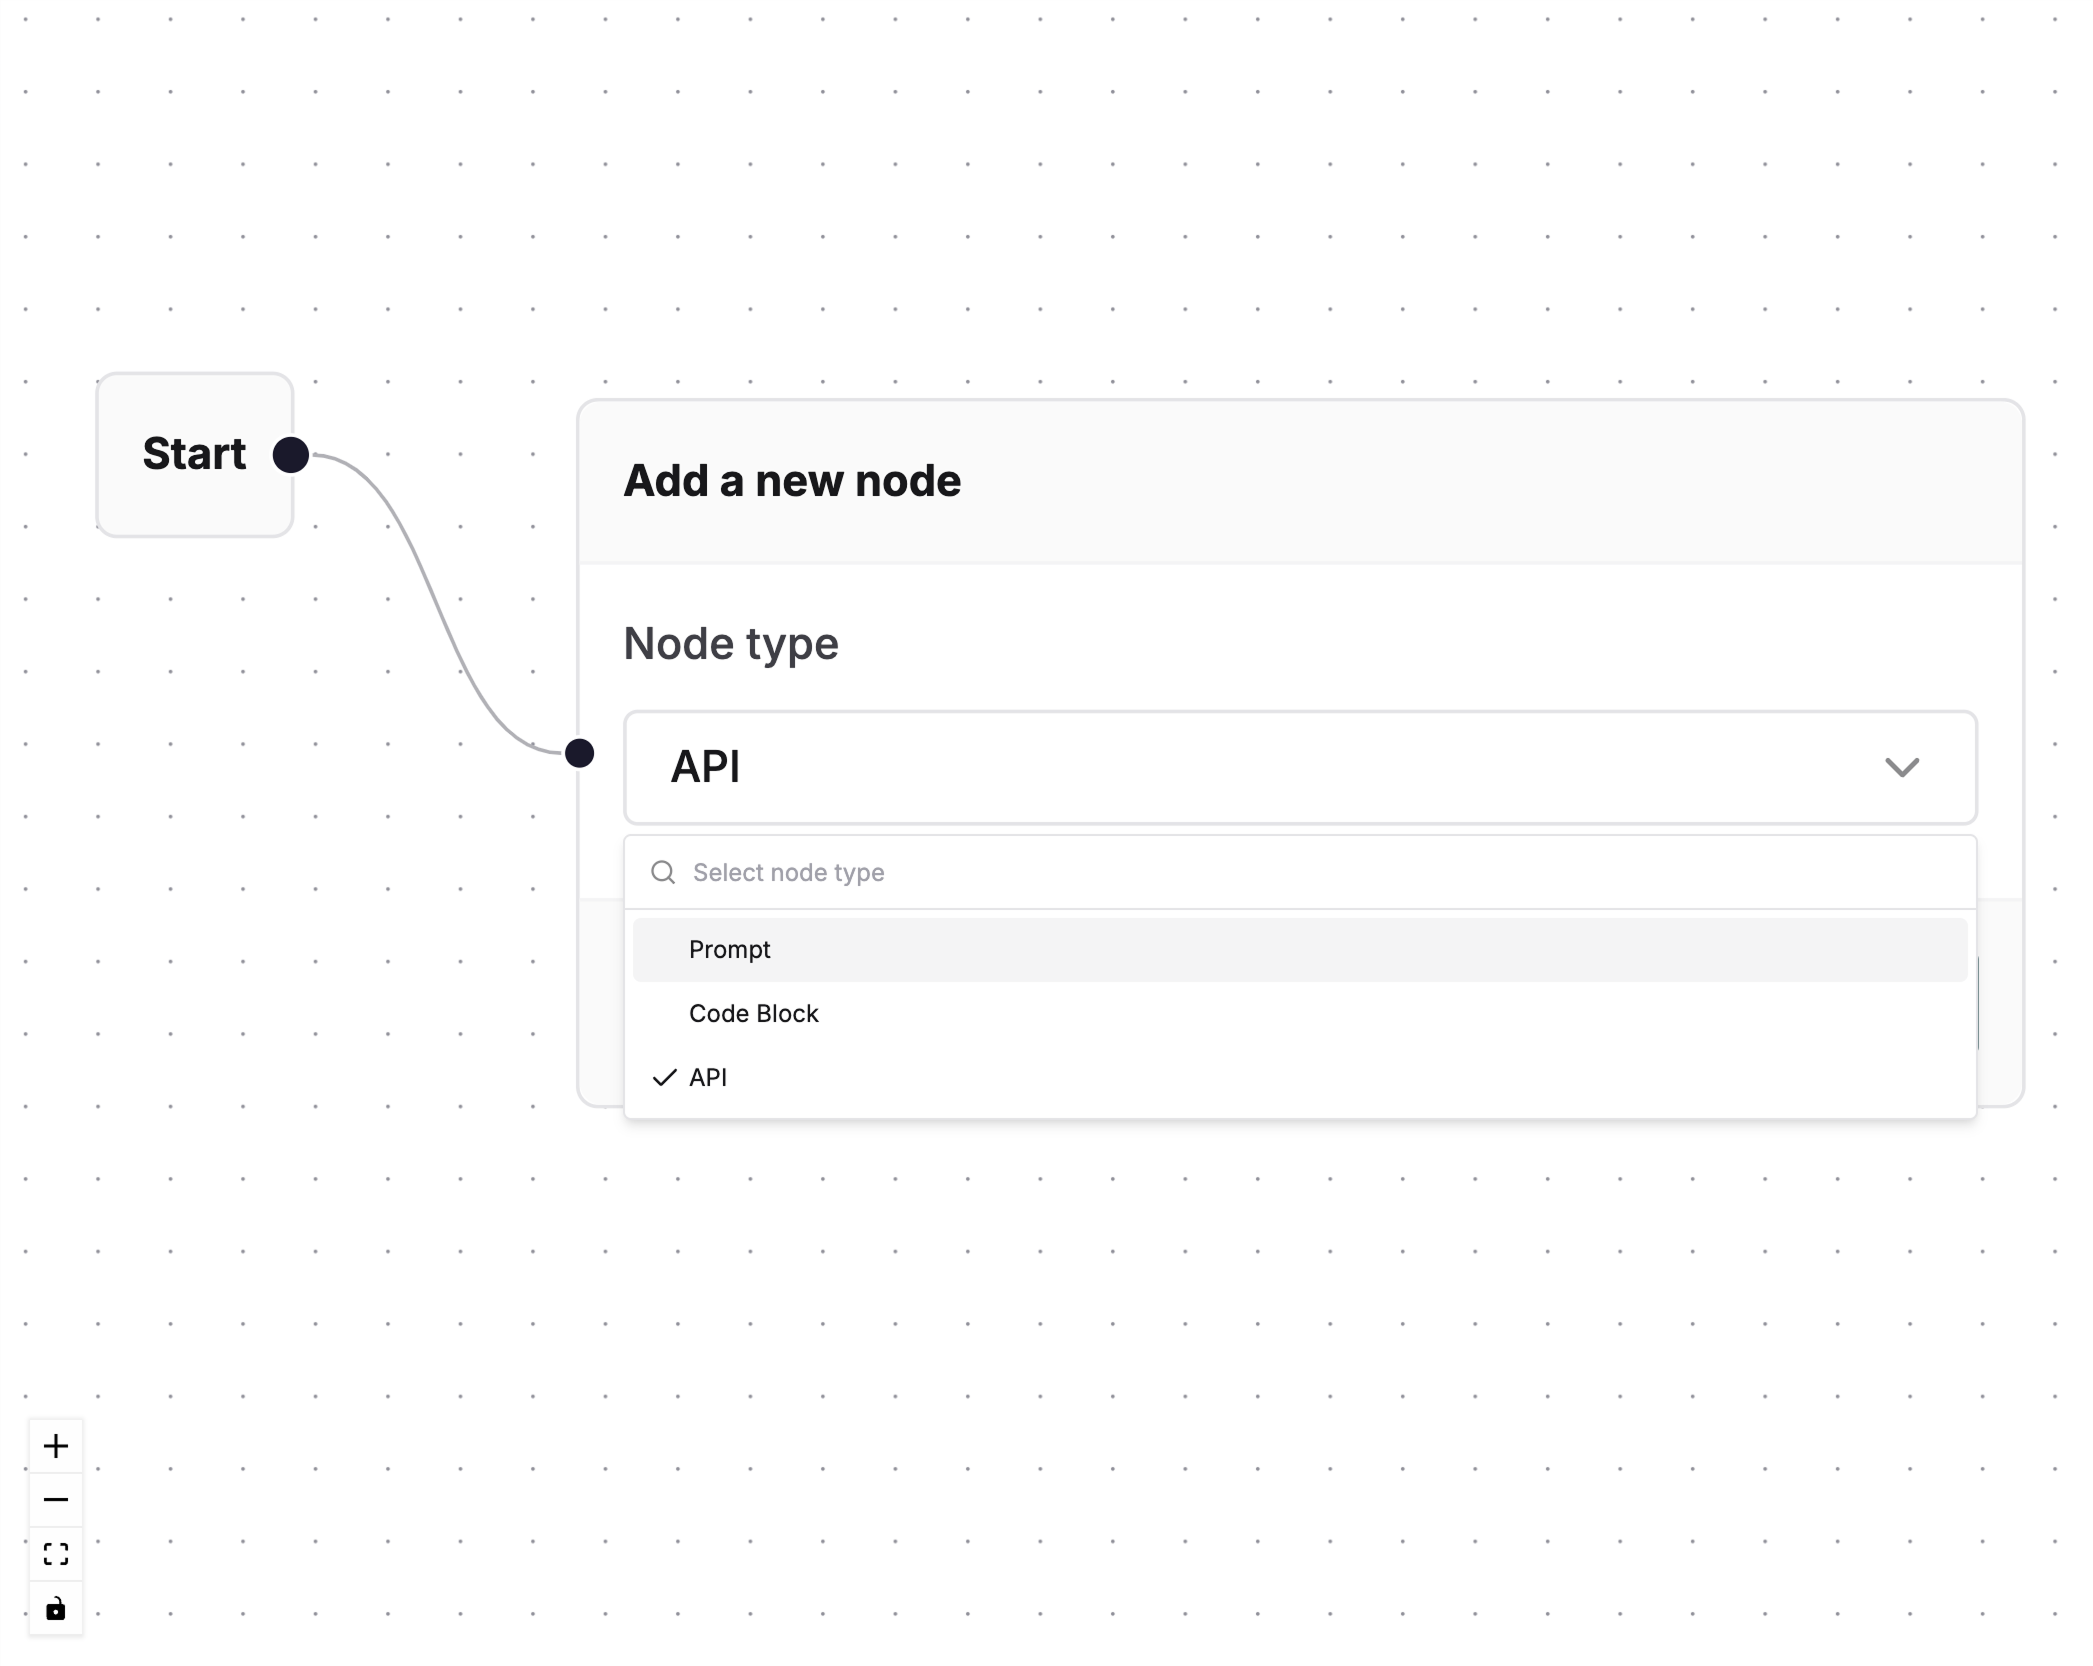 Start
Add a new node
Node type
API
Select node type
Prompt
Code Block
API